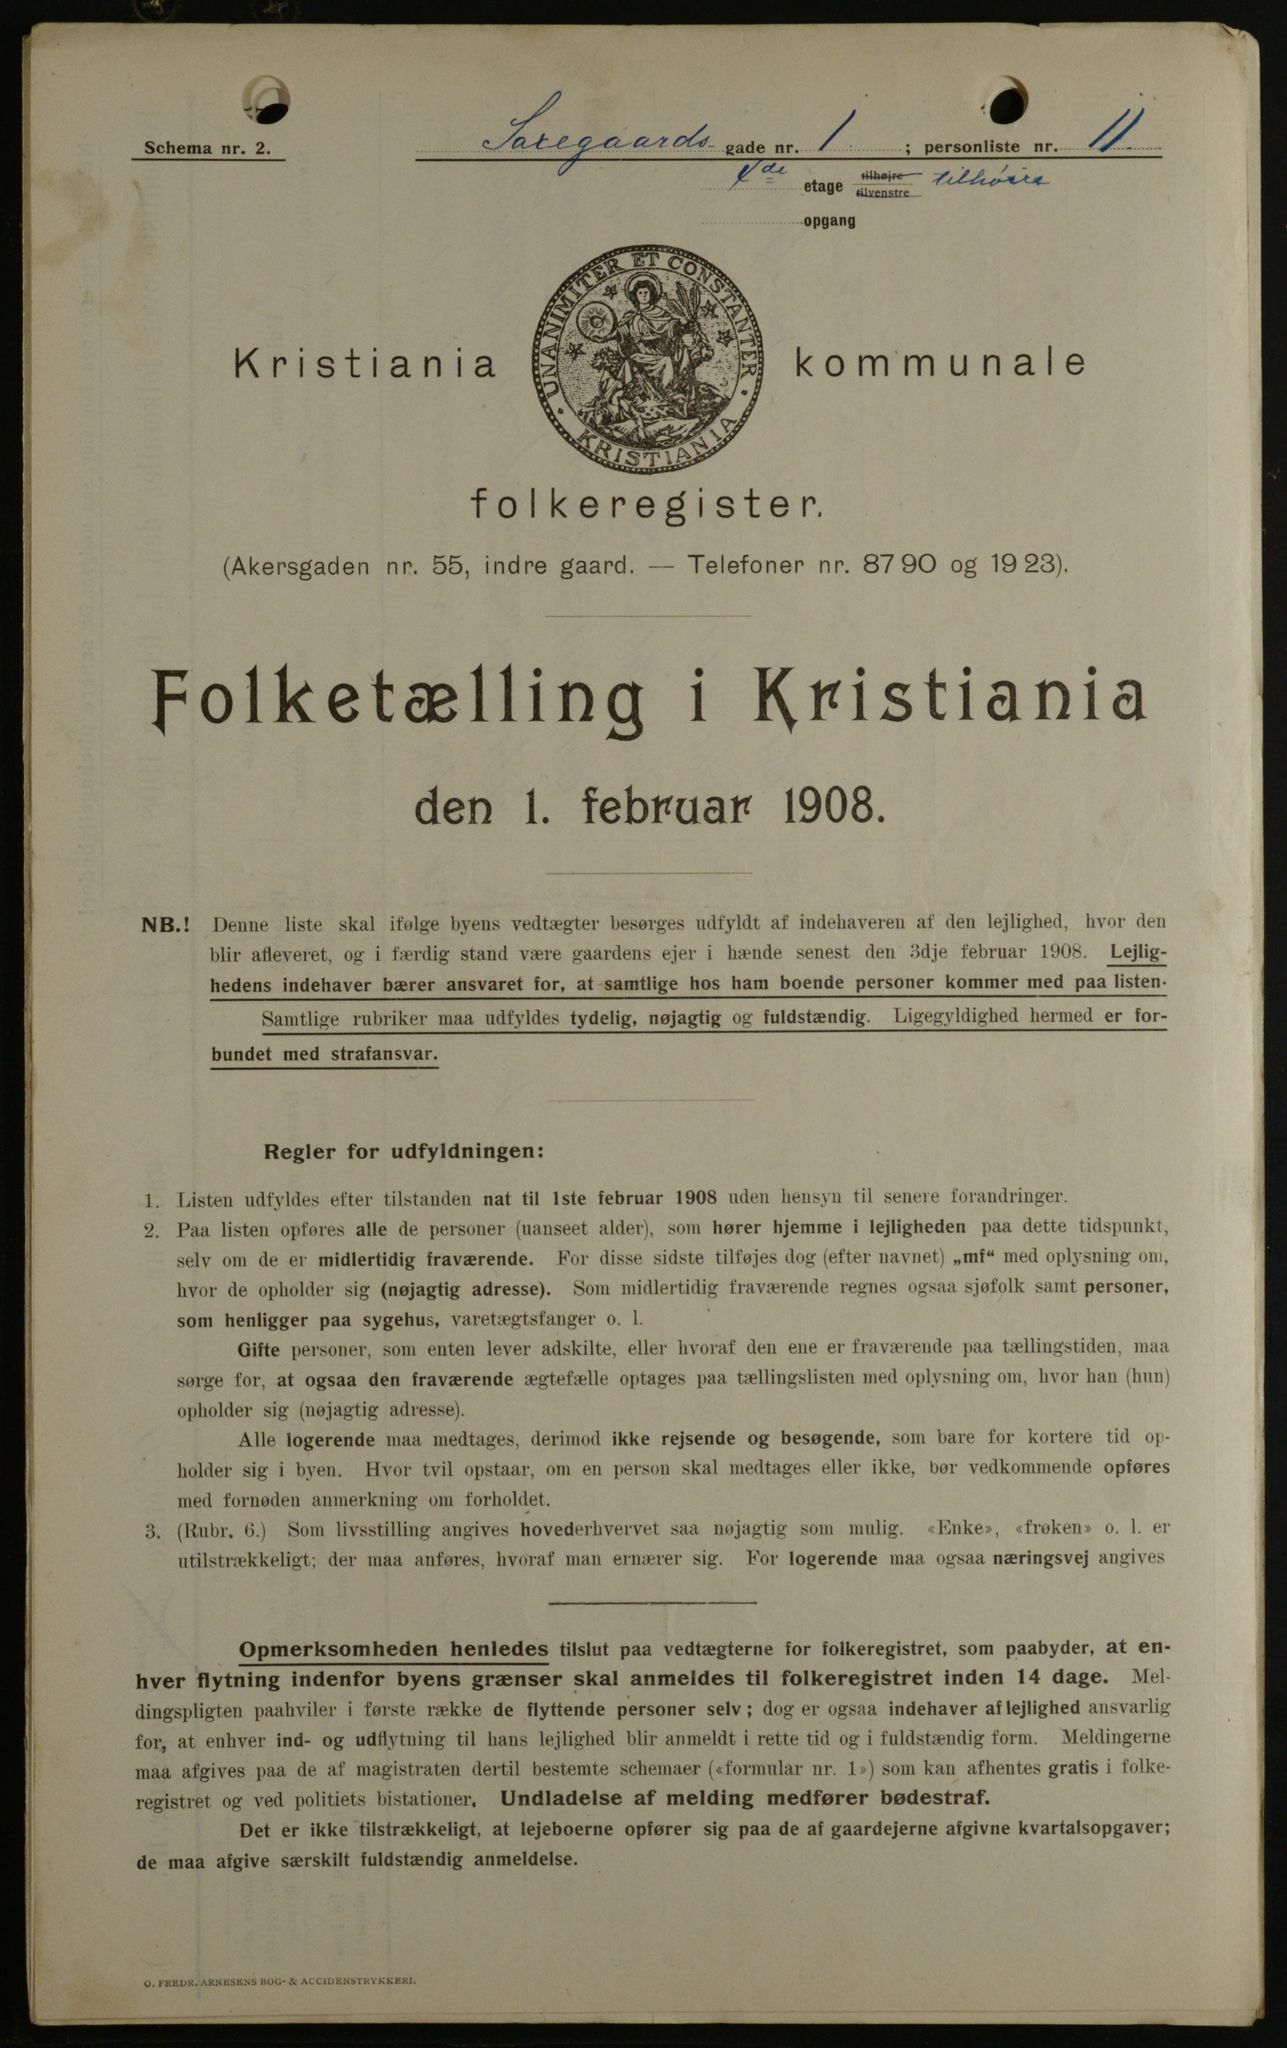 Schema nr. 2.
Saxegaards gade nr. 1 ; personliste nr. 11
4de etage tilhøjre tilvenstre tilhøire
opgang
UNANIMITER ET CONSTANTER · KRISTIANIA ·
Kristiania kommunale
folkeregister.
(Akersgaden nr. 55, indre gaard. — Telefoner nr. 87 90 og 19 23).
Folketælling i Kristiania
den 1. februar 1908.
NB.! Denne liste skal ifølge byens vedtægter besørges udfyldt af indehaveren af den lejlighed, hvor den
blir afleveret, og i færdig stand være gaardens ejer i hænde senest den 3dje februar 1908. Lejlig-
hedens indehaver bærer ansvaret for, at samtlige hos ham boende personer kommer med paa listen.
Samtlige rubriker maa udfyldes tydelig, nøjagtig og fuldstændig. Ligegyldighed hermed er for-
bundet med strafansvar.
Regler for udfyldningen:
1. Listen udfyldes efter tilstanden nat til 1ste februar 1908 uden hensyn til senere forandringer.
2. Paa listen opføres alle de personer (uanseet alder), som hører hjemme i lejligheden paa dette tidspunkt,
selv om de er midlertidig fraværende. For disse sidste tilføjes dog (efter navnet) „mf“ med oplysning om,
hvor de opholder sig (nøjagtig adresse). Som midlertidig fraværende regnes ogsaa sjøfolk samt personer,
som henligger paa sygehus, varetægtsfanger o. l.
Gifte personer, som enten lever adskilte, eller hvoraf den ene er fraværende paa tællingstiden, maa
sørge for, at ogsaa den fraværende ægtefælle optages paa tællingslisten med oplysning om, hvor han (hun)
opholder sig (nøjagtig adresse).
Alle logerende maa medtages, derimod ikke rejsende og besøgende, som bare for kortere tid op-
holder sig i byen. Hvor tvil opstaar, om en person skal medtages eller ikke, bør vedkommende opføres
med fornøden anmerkning om forholdet.
3. (Rubr. 6.) Som livsstilling angives hovederhvervet saa nøjagtig som mulig. «Enke», «frøken» o. l. er
utilstrækkeligt; der maa anføres, hvoraf man ernærer sig. For logerende maa ogsaa næringsvej angives
Opmerksomheden henledes tilslut paa vedtægterne for folkeregistret, som paabyder, at en-
hver flytning indenfor byens grænser skal anmeldes til folkeregistret inden 14 dage. Mel-
dingspligten paahviler i første række de flyttende personer selv; dog er ogsaa indehaver af lejlighed ansvarlig
for, at enhver ind- og udflytning til hans lejlighed blir anmeldt i rette tid og i fuldstændig form. Meldingerne
maa afgives paa de af magistraten dertil bestemte schemaer («formular nr. 1») som kan afhentes gratis i folke-
registret og ved politiets bistationer. Undladelse af melding medfører bødestraf.
Det er ikke tilstrækkeligt, at lejeboerne opfører sig paa de af gaardejerne afgivne kvartalsopgaver;
de maa afgive særskilt fuldstændig anmeldelse.
O. FREDR. ARNESENS BOG- & ACCIDENSTRYKKERI.